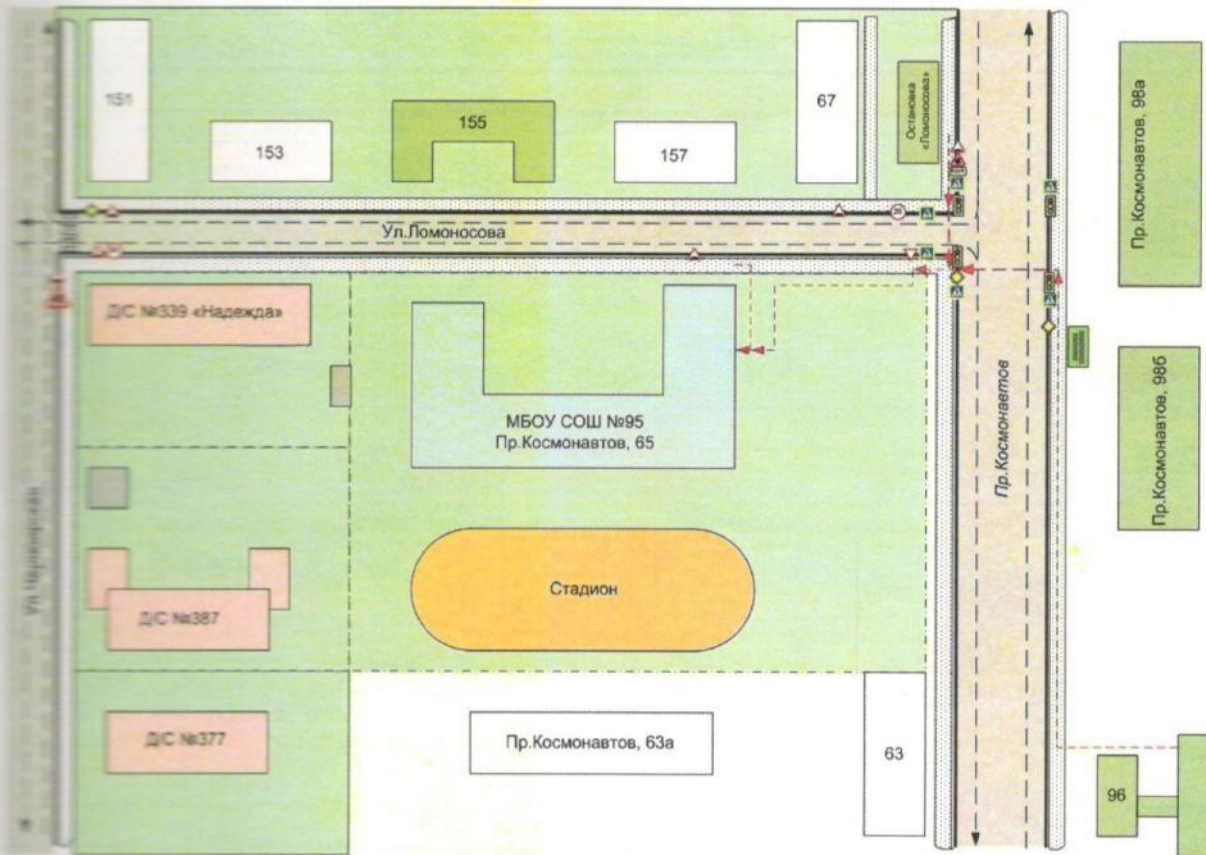 151
153
155
157
67
Остановка
«Ломоносова»
Пр.Космонавтов, 98а
Ул.Ломоносова
Д/С №339 «Надежда»
МБОУ СОШ №95
Пр.Космонавтов, 65
Пр.Космонавтов
Пр.Космонавтов, 98б
Стадион
Д/С №387
Д/С №377
Пр.Космонавтов, 63а
63
96